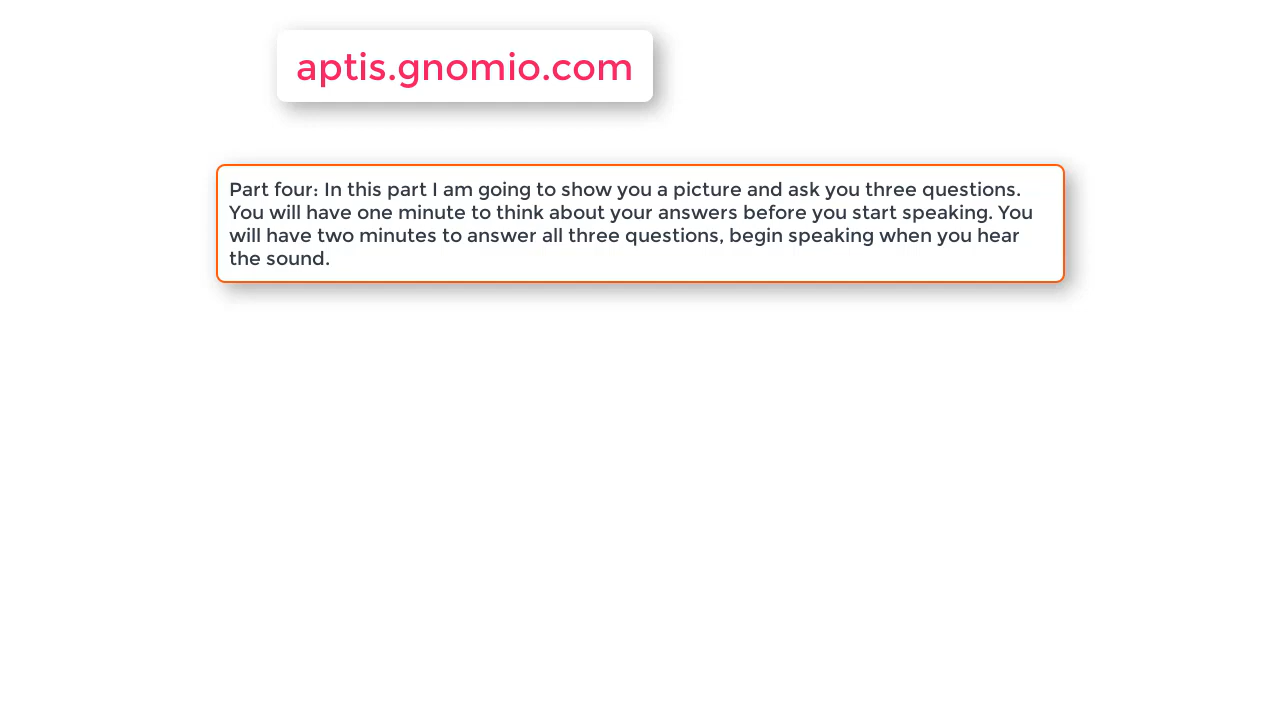 aptis.gnomio.com
Part four: In this part I am going to show you a picture and ask you three questions.
You will have one minute to think about your answers before you start speaking. You
will have two minutes to answer all three questions, begin speaking when you hear
the sound.